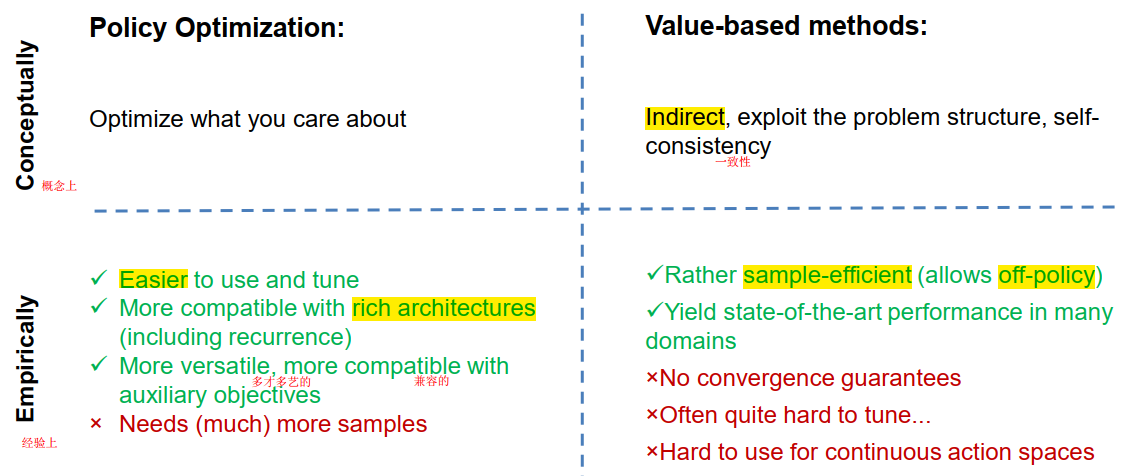 Policy Optimization:
Value-based methods:
Conceptually
概念上
Optimize what you care about
Indirect, exploit the problem structure, self-
consistency
一致性
Empirically
经验上
✓ Easier to use and tune
✓ More compatible with rich architectures
(including recurrence)
✓ More versatile, more compatible with
多才多艺的 兼容的
auxiliary objectives
× Needs (much) more samples
✓Rather sample-efficient (allows off-policy)
✓Yield state-of-the-art performance in many
domains
×No convergence guarantees
×Often quite hard to tune...
×Hard to use for continuous action spaces